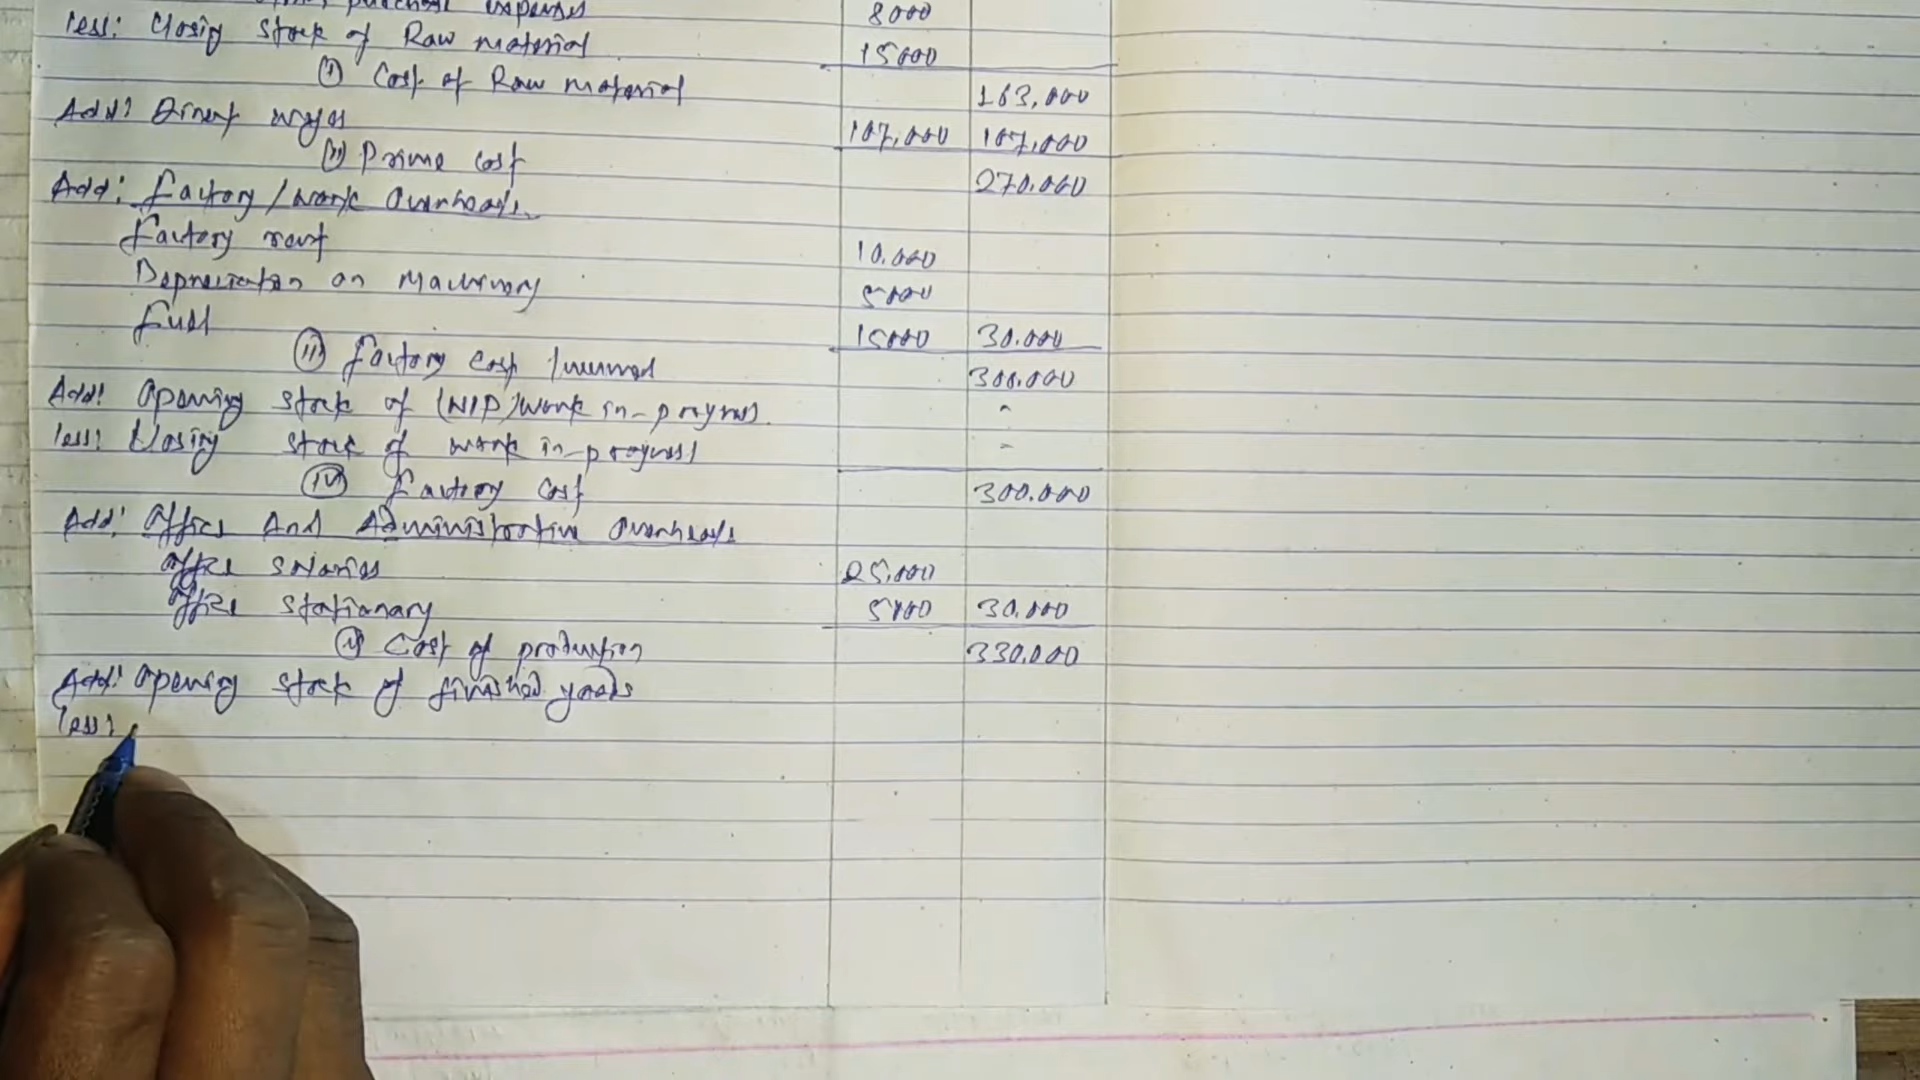 purchase expenses 8000
less: Closing Stock of Raw material 15000
(i) Cost of Raw material 163,000
Add: Direct wages 107,000 107,000
(ii) Prime cost 270.000
Add: Factory/work Overheads
Factory rent 10.000
Depreciation on Machinery 5000
Fuel 15000 30.000
(iii) Factory cost Incurred 300.000
Add: Opening Stock of (WIP) work in-progress. -
less: Closing Stock of work in-progress -
(iv) Factory cost 300.000
Add: Office And Administrative Overheads
Office Salaries 25,000
Office Stationary 5000 30.000
(v) Cost of production 330.000
Add: Opening Stock of finished goods
less: